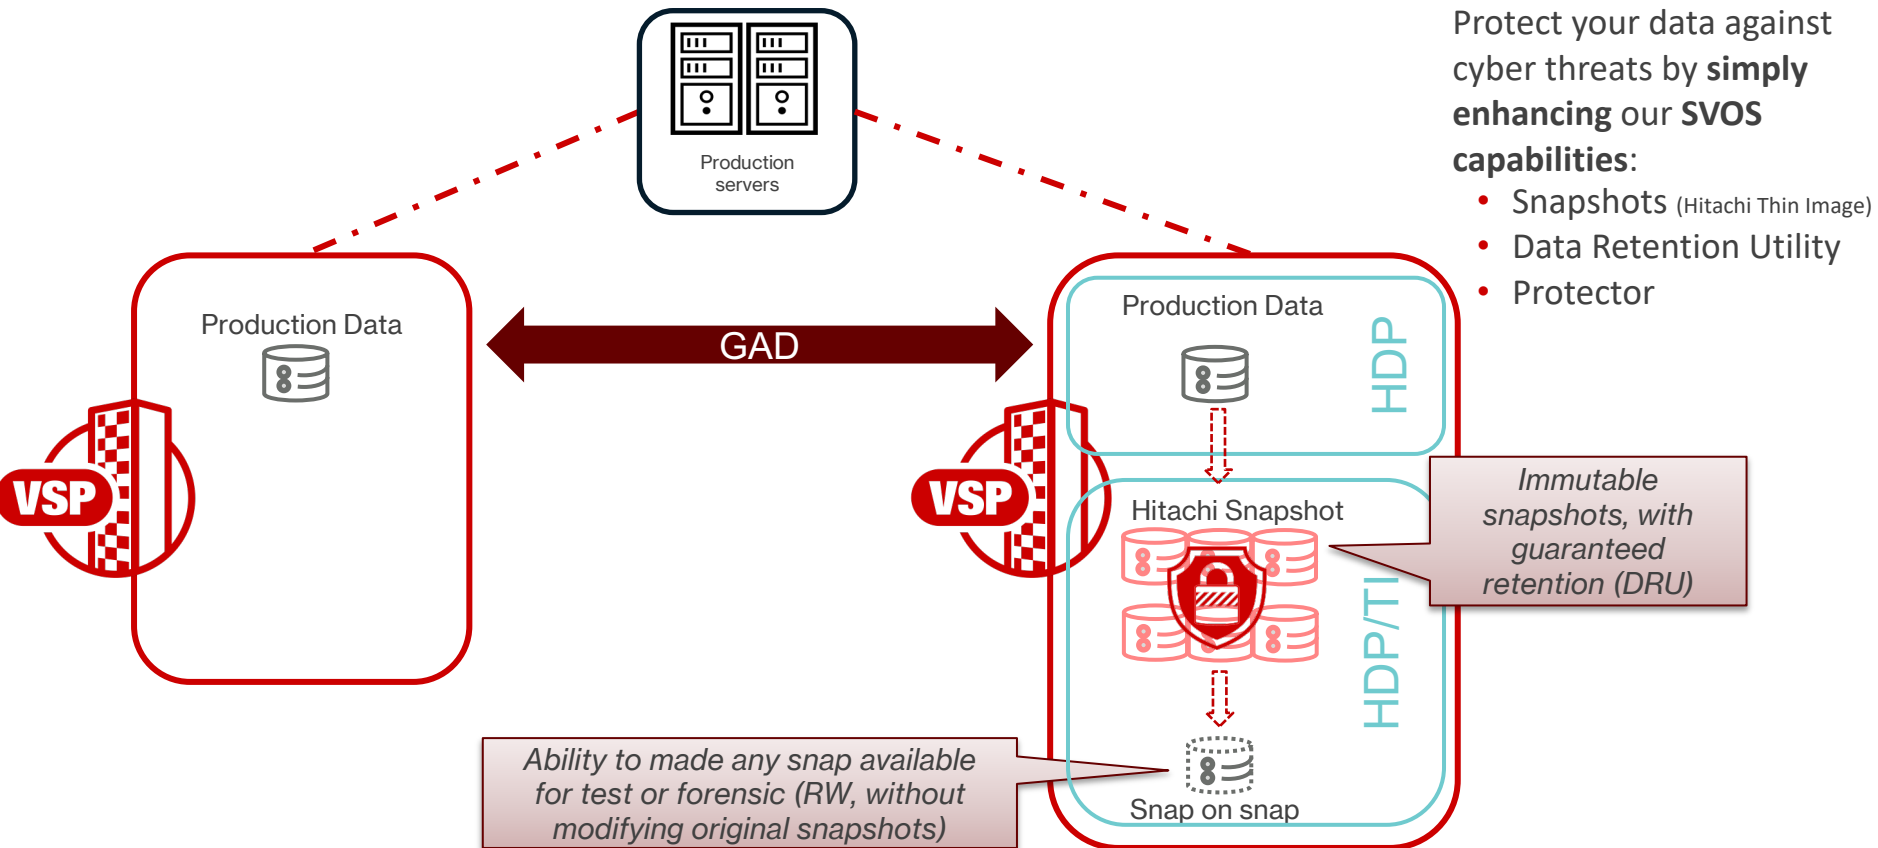 Production
servers
Protect your data against
cyber threats by simply
enhancing our SVOS
capabilities:
• Snapshots (Hitachi Thin Image)
• Data Retention Utility
• Protector
Production Data
VSP
GAD
Production Data
HDP
VSP
Hitachi Snapshot
HDP/TI
Immutable
snapshots, with
guaranteed
retention (DRU)
Ability to made any snap available
for test or forensic (RW, without
modifying original snapshots)
Snap on snap